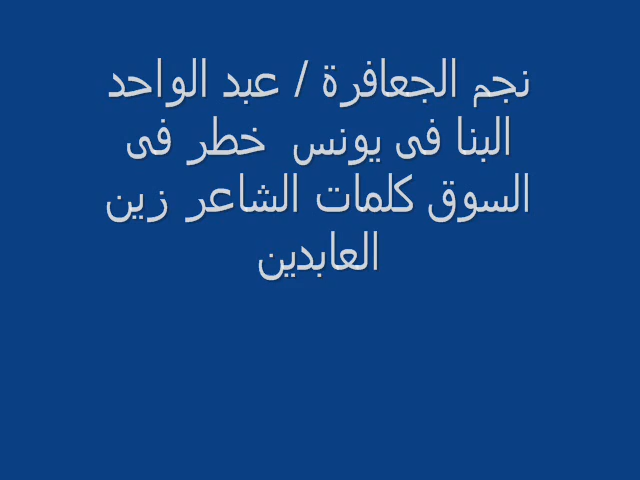 نجم الجعافرة / عبد الواحد
البنا فى يونس خطر فى
السوق كلمات الشاعر زين
العابدين